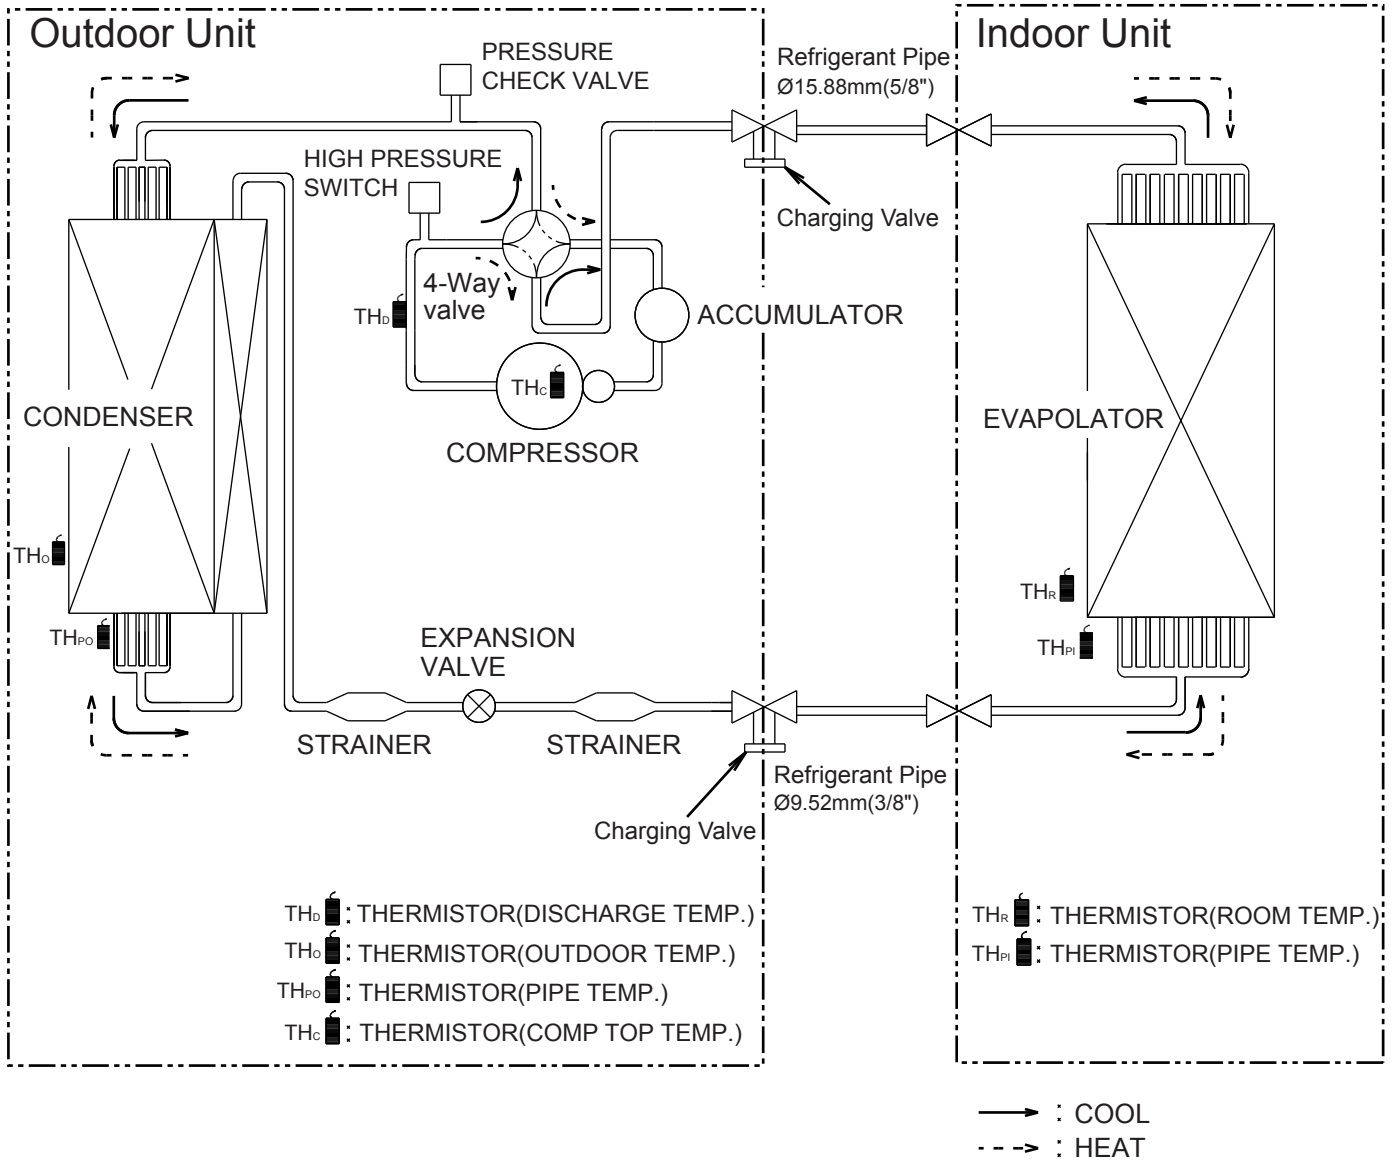 Outdoor Unit
Indoor Unit
PRESSURE
CHECK VALVE
Refrigerant Pipe
Ø15.88mm(5/8")
HIGH PRESSURE
SWITCH
Charging Valve
4-Way
valve
THD
ACCUMULATOR
THC
CONDENSER
COMPRESSOR
EVAPOLATOR
THO
THR
THPO
THPI
EXPANSION
VALVE
STRAINER
STRAINER
Refrigerant Pipe
Ø9.52mm(3/8")
Charging Valve
THD : THERMISTOR(DISCHARGE TEMP.)
THO : THERMISTOR(OUTDOOR TEMP.)
THPO : THERMISTOR(PIPE TEMP.)
THC : THERMISTOR(COMP TOP TEMP.)
THR : THERMISTOR(ROOM TEMP.)
THPI : THERMISTOR(PIPE TEMP.)
: COOL
: HEAT